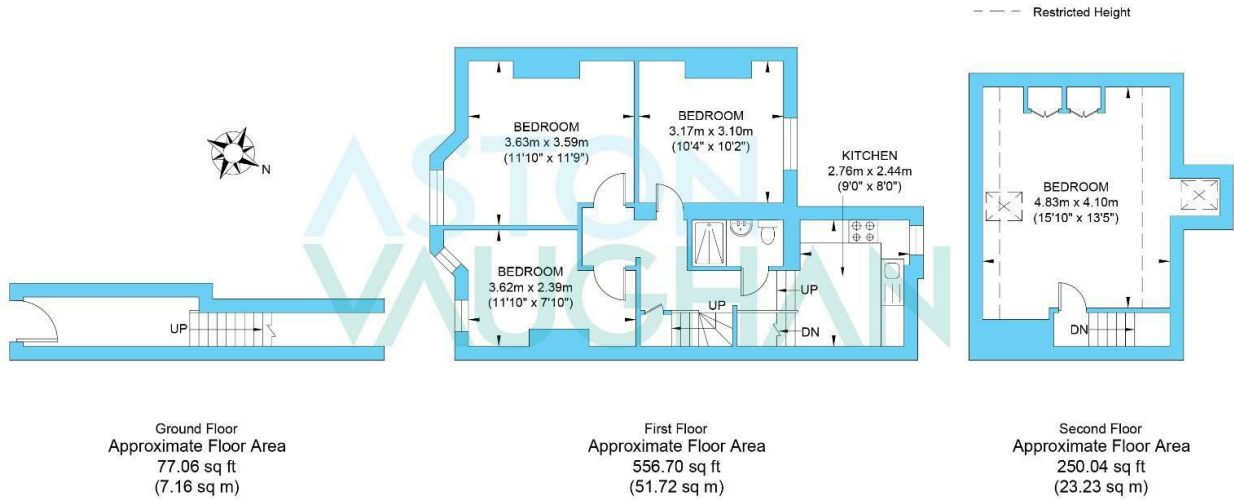 Restricted Height
N
BEDROOM
3.63m x 3.59m
(11'10" x 11'9")
BEDROOM
3.17m x 3.10m
(10'4" x 10'2")
KITCHEN
2.76m x 2.44m
(9'0" x 8'0")
BEDROOM
4.83m x 4.10m
(15'10" x 13'5")
ASTON
VAUGHAN
BEDROOM
3.62m x 2.39m
(11'10" x 7'10")
UP
UP
UP
DN
DN
Ground Floor
Approximate Floor Area
77.06 sq ft
(7.16 sq m)
First Floor
Approximate Floor Area
556.70 sq ft
(51.72 sq m)
Second Floor
Approximate Floor Area
250.04 sq ft
(23.23 sq m)